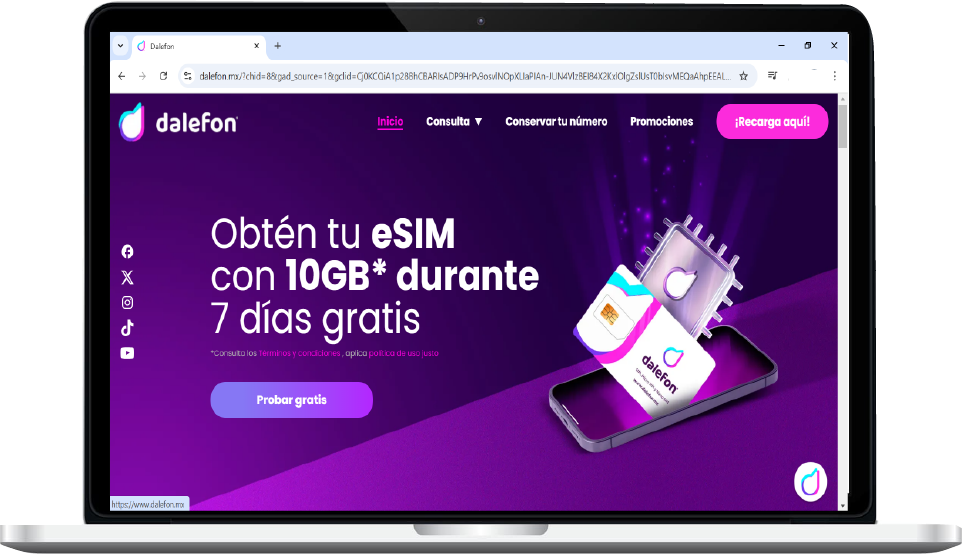 Dalefon
dalefon.mx/?chid=8&gad_source=1&gclid=
dalefon
Inicio
Consulta ▼
Conservar tu número
Promociones
¡Recarga aquí!
Obtén tu eSIM
con 10GB* durante
7 días gratis
*Consulta los Términos y condiciones, aplica política de uso justo
Probar gratis
dalefon
https://www.dalefon.mx